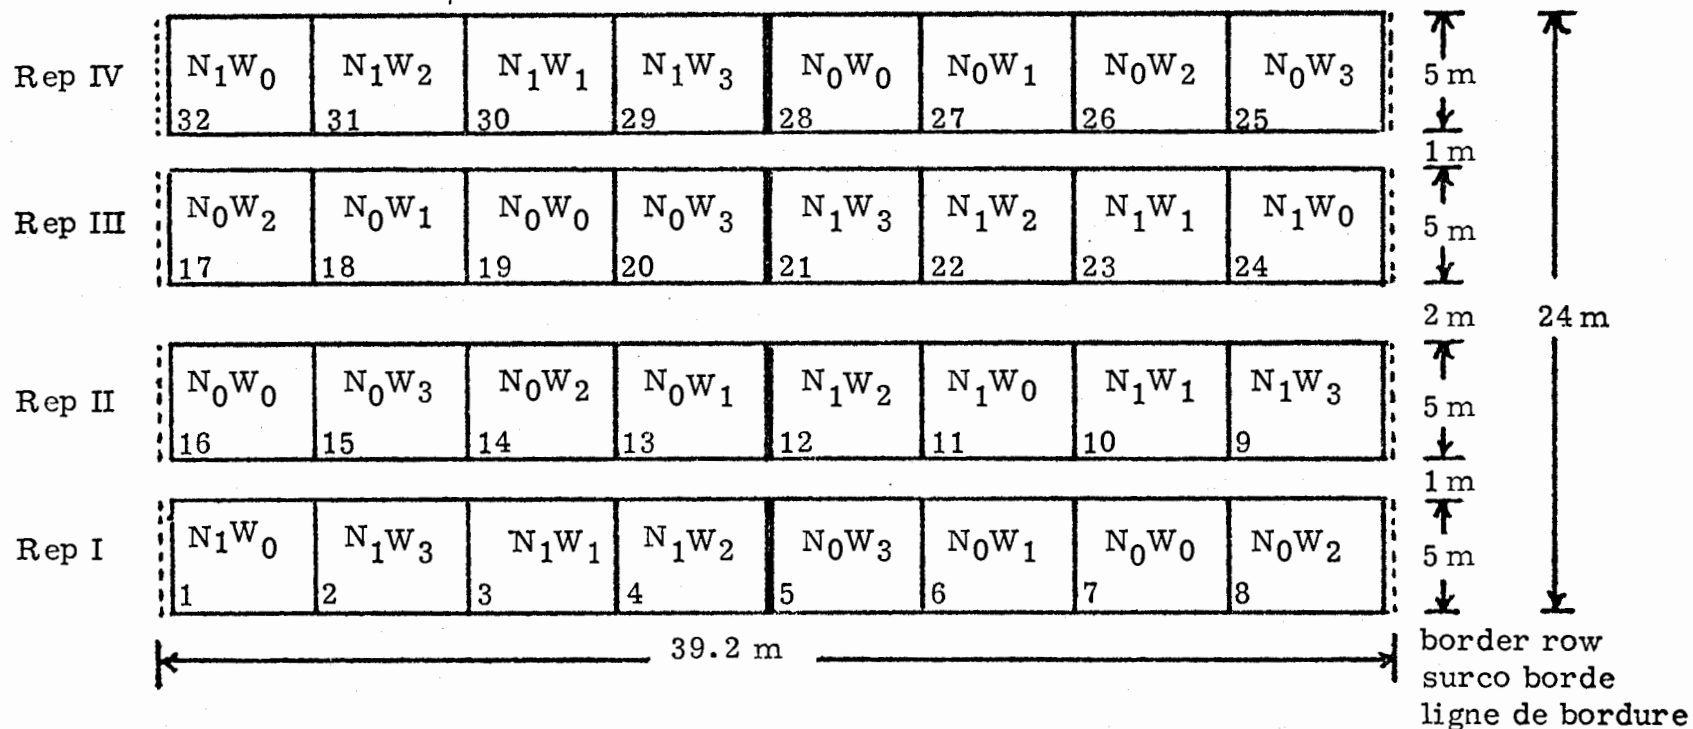 Rep IV N₁W₀ N₁W₂ N₁W₁ N₁W₃ N₀W₀ N₀W₁ N₀W₂ N₀W₃ 5 m
32 31 30 29 28 27 26 25
1 m
Rep III N₀W₂ N₀W₁ N₀W₀ N₀W₃ N₁W₃ N₁W₂ N₁W₁ N₁W₀ 5 m
17 18 19 20 21 22 23 24
2 m 24 m
Rep II N₀W₀ N₀W₃ N₀W₂ N₀W₁ N₁W₂ N₁W₀ N₁W₁ N₁W₃ 5 m
16 15 14 13 12 11 10 9
1 m
Rep I N₁W₀ N₁W₃ N₁W₁ N₁W₂ N₀W₃ N₀W₁ N₀W₀ N₀W₂ 5 m
1 2 3 4 5 6 7 8
39.2 m
border row
surco borde
ligne de bordure